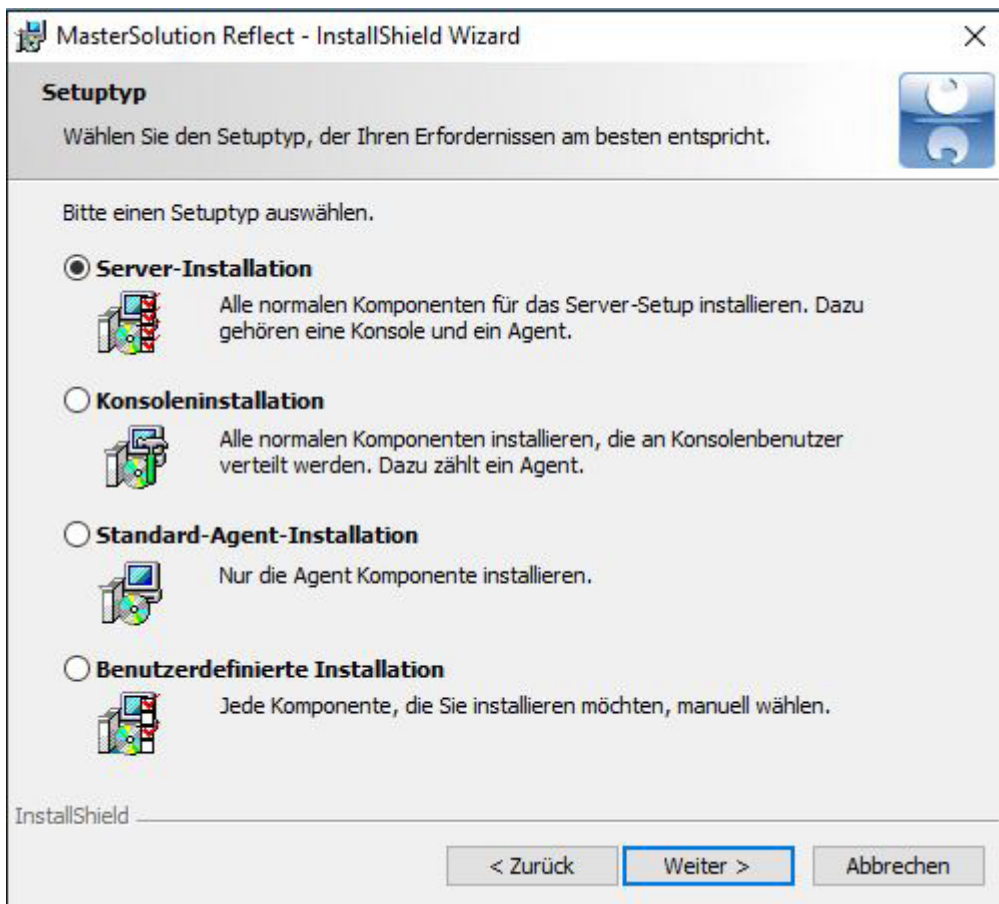 MasterSolution Reflect - InstallShield Wizard
Setuptyp
Wählen Sie den Setuptyp, der Ihren Erfordernissen am besten entspricht.
Bitte einen Setuptyp auswählen.
Server-Installation
Alle normalen Komponenten für das Server-Setup installieren. Dazu
gehören eine Konsole und ein Agent.
Konsoleninstallation
Alle normalen Komponenten installieren, die an Konsolenbenutzer
verteilt werden. Dazu zählt ein Agent.
Standard-Agent-Installation
Nur die Agent Komponente installieren.
Benutzerdefinierte Installation
Jede Komponente, die Sie installieren möchten, manuell wählen.
InstallShield
< Zurück
Weiter >
Abbrechen